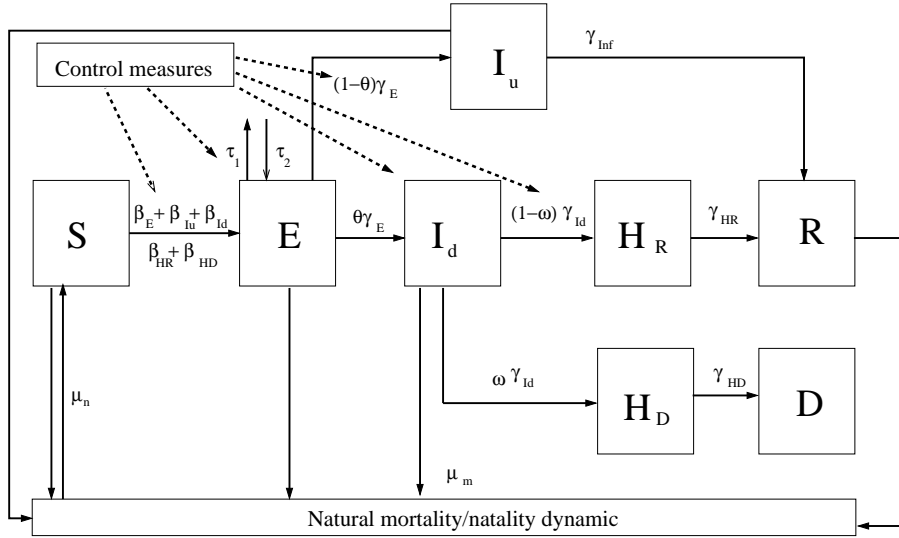 γ_Inf
I_u
Control measures
(1−θ)γ_E
τ_1
τ_2
S
β_E + β_Iu + β_Id
β_HR + β_HD
E
θγ_E
I_d
(1−ω) γ_Id
H_R
γ_HR
R
μ_n
ω γ_Id
H_D
γ_HD
D
μ_m
Natural mortality/natality dynamic